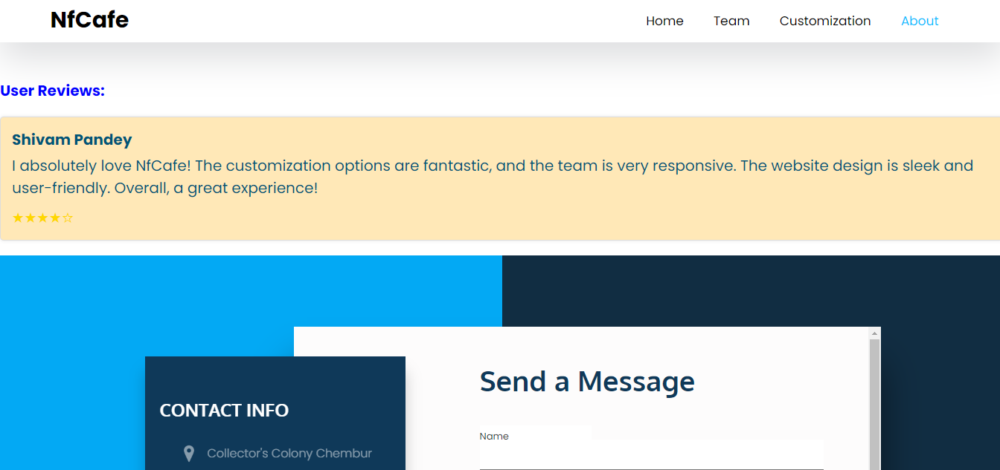 NfCafe
Home Team Customization About
User Reviews:
Shivam Pandey
I absolutely love NfCafe! The customization options are fantastic, and the team is very responsive. The website design is sleek and
user-friendly. Overall, a great experience!
★★★★☆
Send a Message
CONTACT INFO
Name
Collector's Colony Chembur